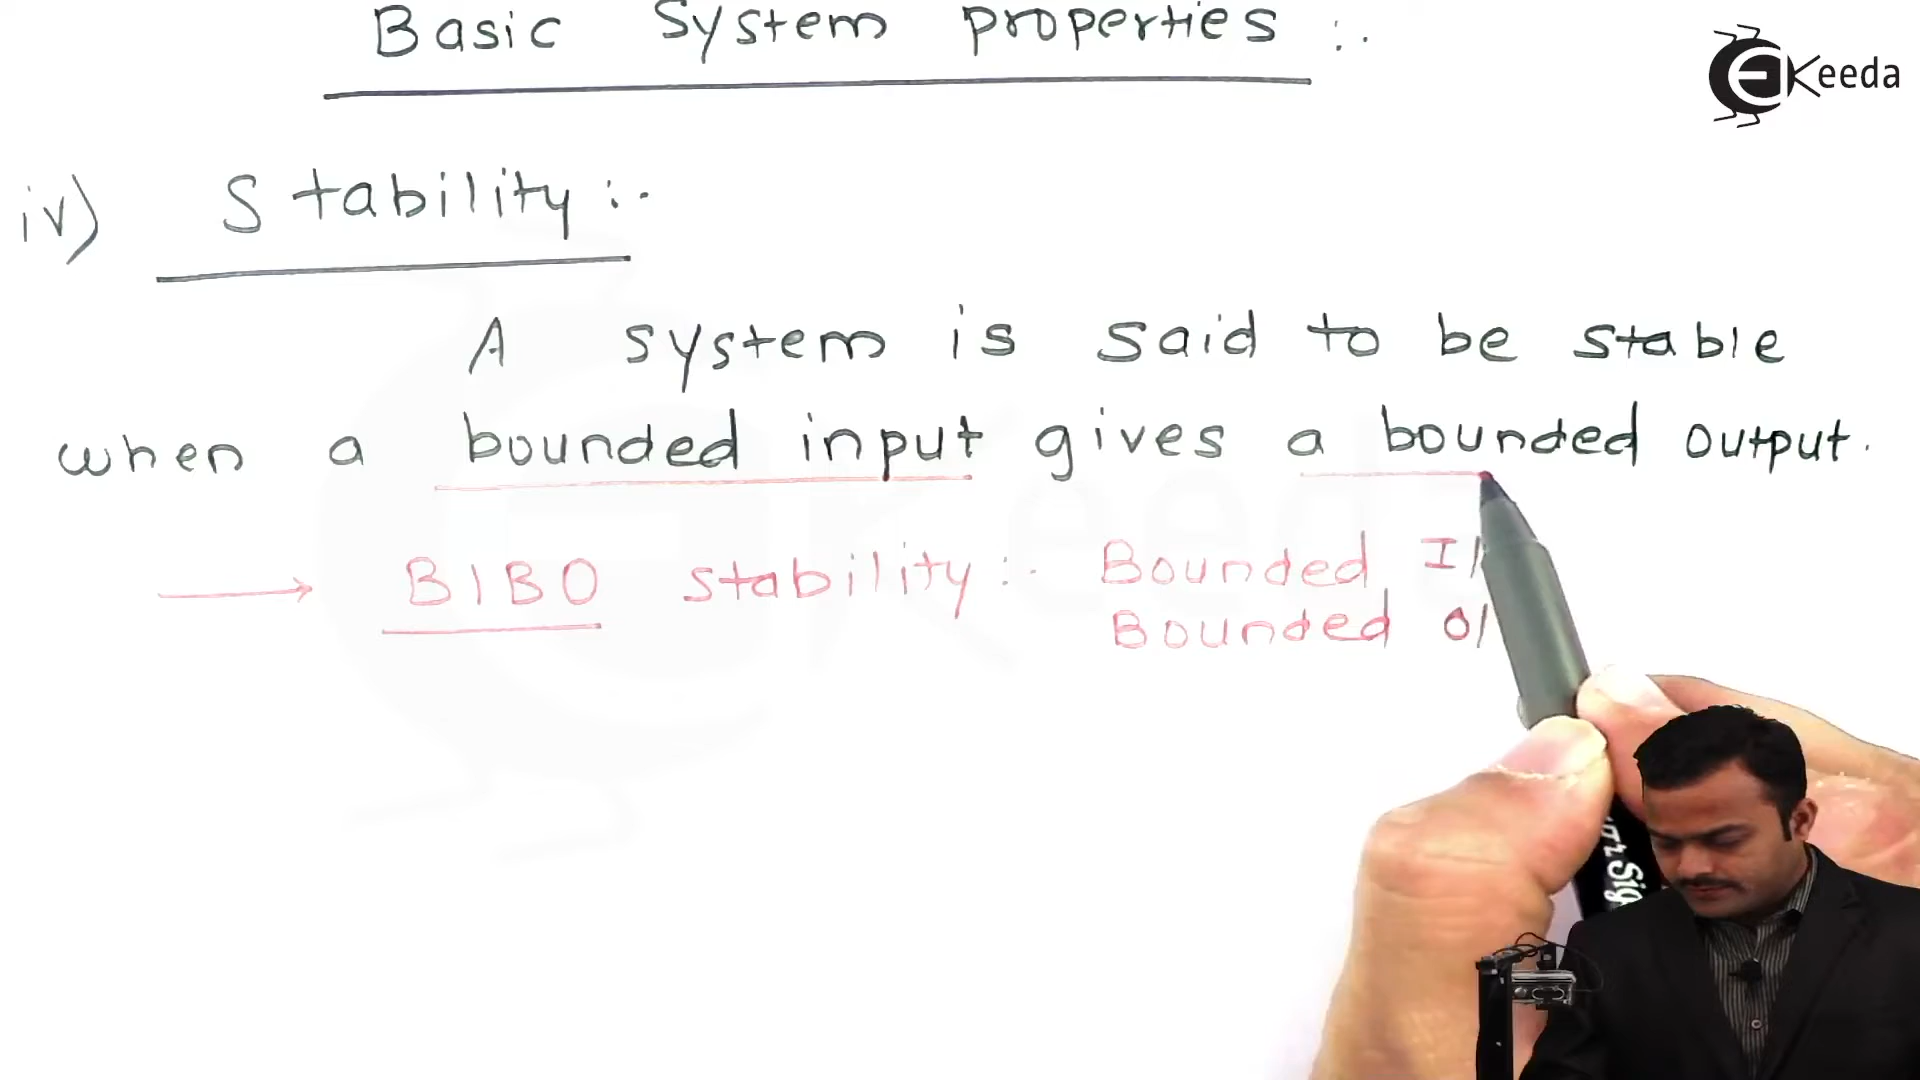 Basic System properties :.
Keeda
iv) Stability :.
A system is said to be stable
when a bounded input gives a bounded output.
→ BIBO stability :. Bounded I/
Bounded O/